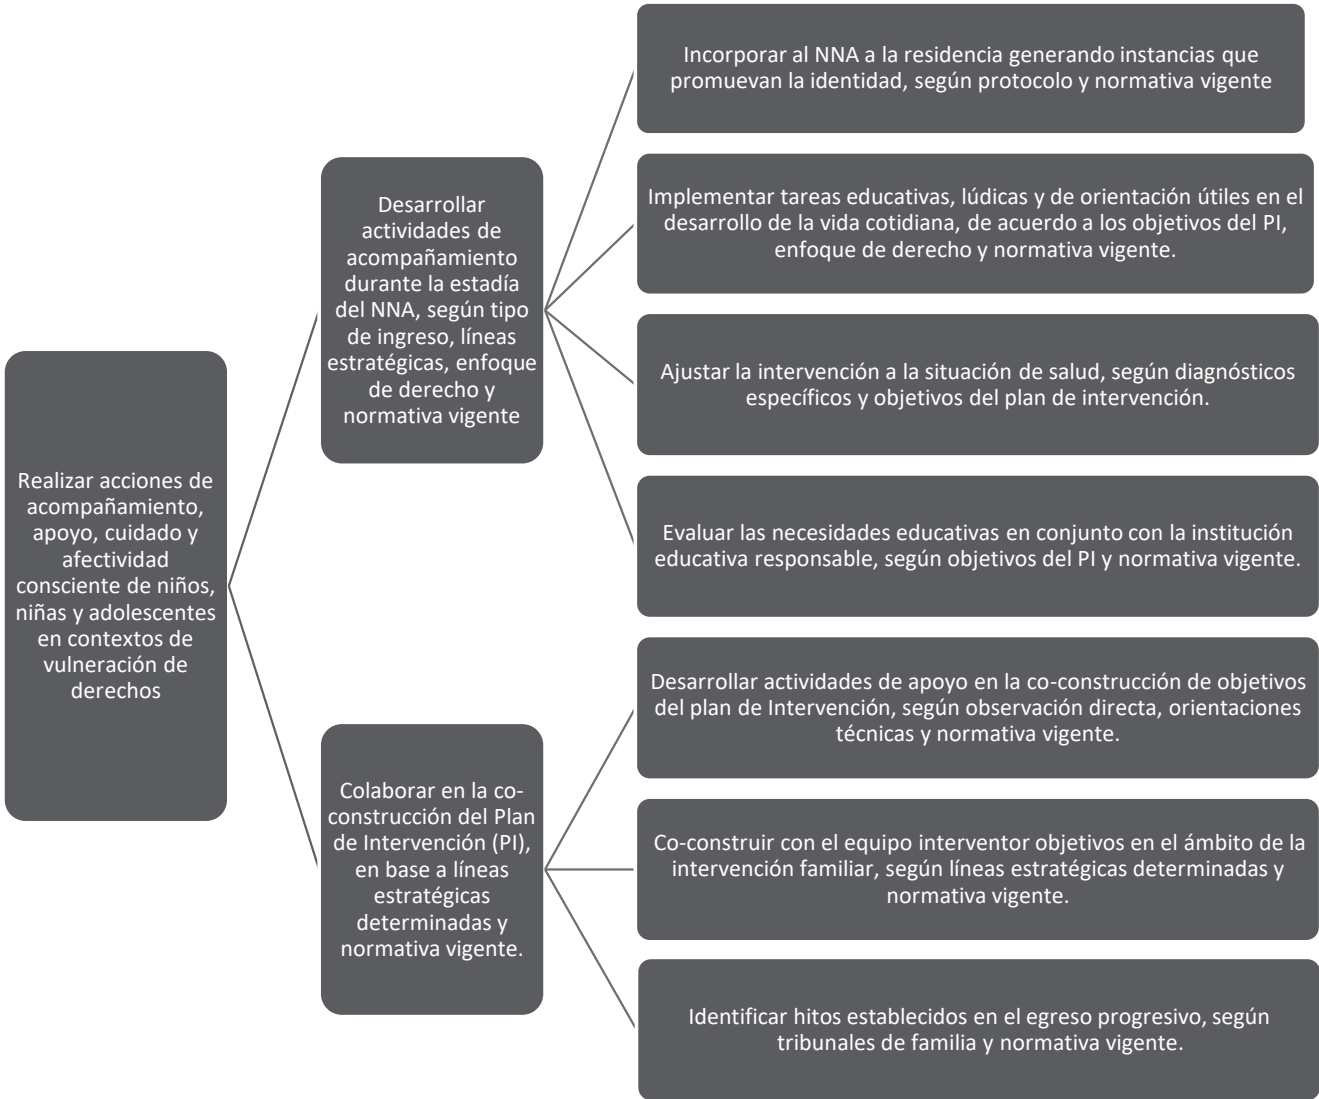 Realizar acciones de
acompañamiento,
apoyo, cuidado y
afectividad
consciente de niños,
niñas y adolescentes
en contextos de
vulneración de
derechos
Desarrollar
actividades de
acompañamiento
durante la estadía
del NNA, según tipo
de ingreso, líneas
estratégicas, enfoque
de derecho y
normativa vigente
Incorporar al NNA a la residencia generando instancias que
promuevan la identidad, según protocolo y normativa vigente
Implementar tareas educativas, lúdicas y de orientación útiles en el
desarrollo de la vida cotidiana, de acuerdo a los objetivos del PI,
enfoque de derecho y normativa vigente.
Ajustar la intervención a la situación de salud, según diagnósticos
específicos y objetivos del plan de intervención.
Evaluar las necesidades educativas en conjunto con la institución
educativa responsable, según objetivos del PI y normativa vigente.
Colaborar en la co-
construcción del Plan
de Intervención (PI),
en base a líneas
estratégicas
determinadas y
normativa vigente.
Desarrollar actividades de apoyo en la co-construcción de objetivos
del plan de Intervención, según observación directa, orientaciones
técnicas y normativa vigente.
Co-construir con el equipo interventor objetivos en el ámbito de la
intervención familiar, según líneas estratégicas determinadas y
normativa vigente.
Identificar hitos establecidos en el egreso progresivo, según
tribunales de familia y normativa vigente.